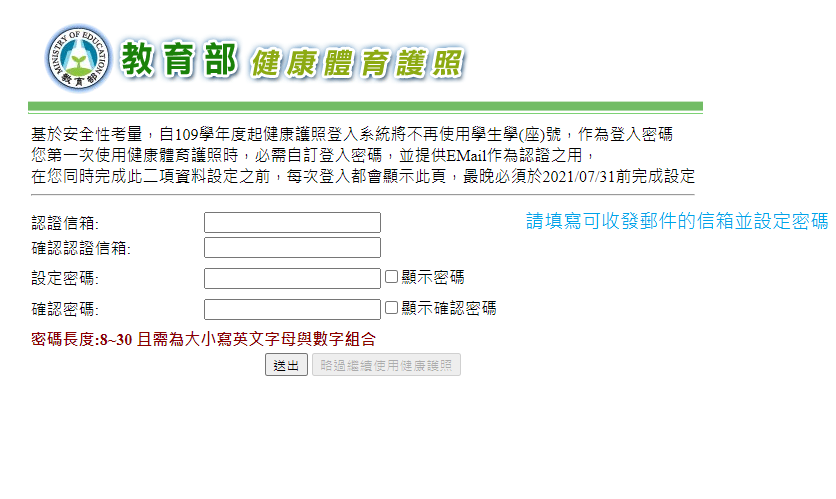 MINISTRY OF EDUCATION
教育部
教育部 健康體育護照
基於安全性考量，自109學年度起健康護照登入系統將不再使用學生學(座)號，作為登入密碼
您第一次使用健康體育護照時，必需自訂登入密碼，並提供EMail作為認證之用，
在您同時完成此二項資料設定之前，每次登入都會顯示此頁，最晚必須於2021/07/31前完成設定
認證信箱:
請填寫可收發郵件的信箱並設定密碼
確認認證信箱:
設定密碼: 顯示密碼
確認密碼: 顯示確認密碼
密碼長度:8~30 且需為大小寫英文字母與數字組合
送出 略過繼續使用健康護照